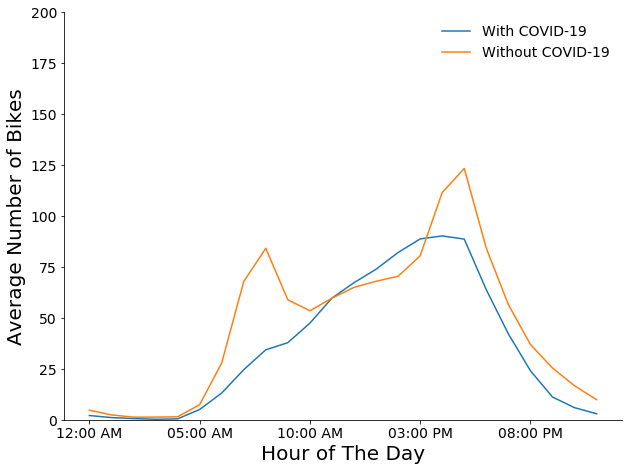 200
175
150
125
100
75
50
25
0
Average Number of Bikes
With COVID-19
Without COVID-19
12:00 AM 05:00 AM 10:00 AM 03:00 PM 08:00 PM
Hour of The Day